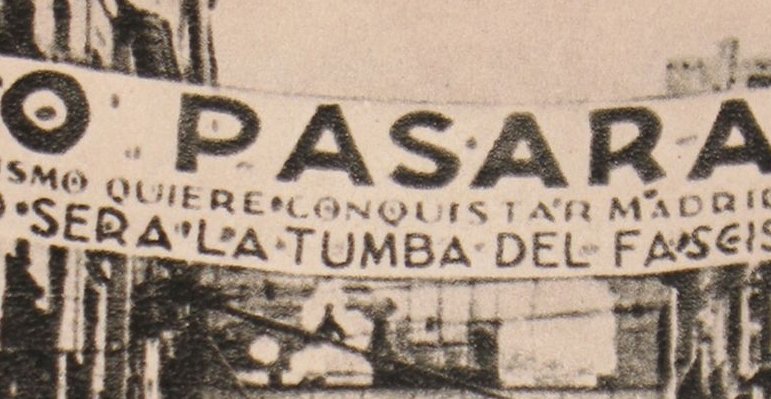 O PASARA
ISMO QUIERE CONQUISTAR MADRID
SERA LA TUMBA DEL FASCIS